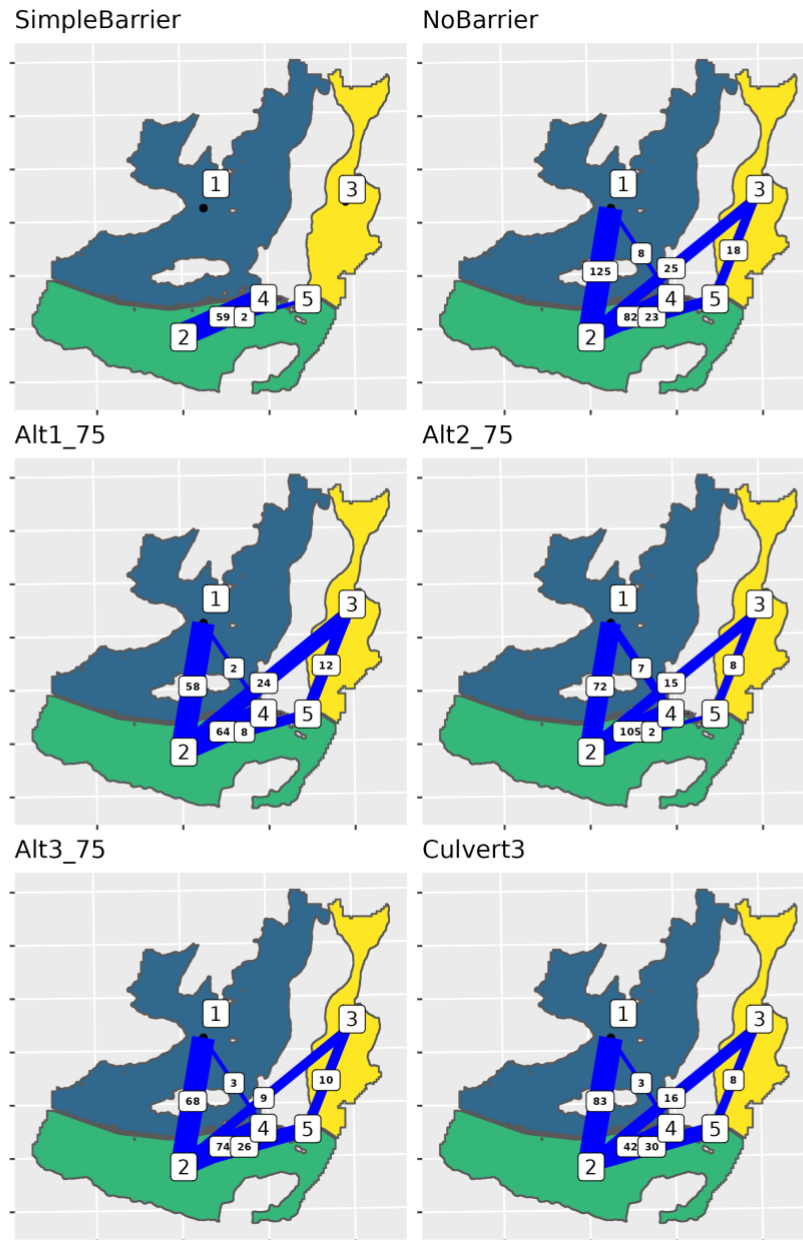 SimpleBarrier NoBarrier
1 3 1 3
8 18
125 25
4 5 4 5
59 2 82 23
2 2
Alt1_75 Alt2_75
1 3 1 3
2 12 7 8
58 24 72 15
4 5 4 5
64 8 105 2
2 2
Alt3_75 Culvert3
1 3 1 3
3 10 3 8
68 9 83 16
4 5 4 5
74 26 42 30
2 2